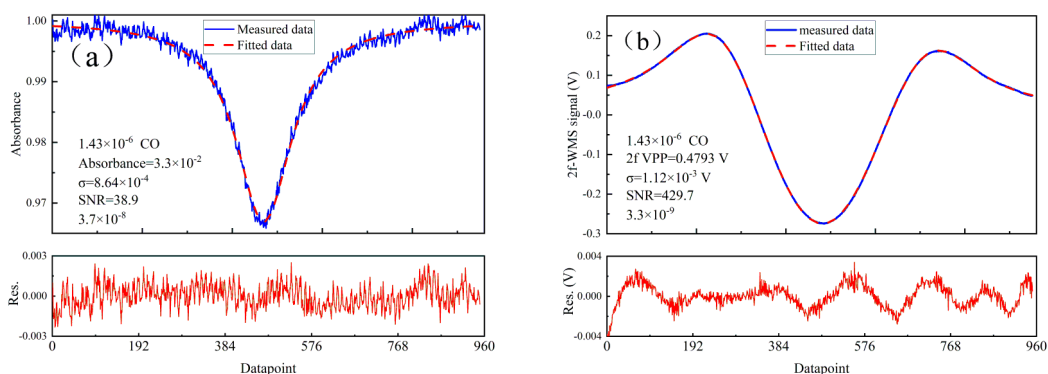 1.00
0.99
0.98
0.97
Absorbance
(a)
Measured data
Fitted data
1.43×10⁻⁶ CO
Absorbance=3.3×10⁻²
σ=8.64×10⁻⁴
SNR=38.9
3.7×10⁻⁸
0.003
0.000
-0.003
Res.
0 192 384 576 768 960
Datapoint
0.2
0.1
-0.0
-0.1
-0.2
-0.3
2f-WMS signal (V)
(b)
measured data
Fitted data
1.43×10⁻⁶ CO
2f VPP=0.4793 V
σ=1.12×10⁻³ V
SNR=429.7
3.3×10⁻⁹
0.004
0.000
-0.004
Res. (V)
0 192 384 576 768 960
Datapoint